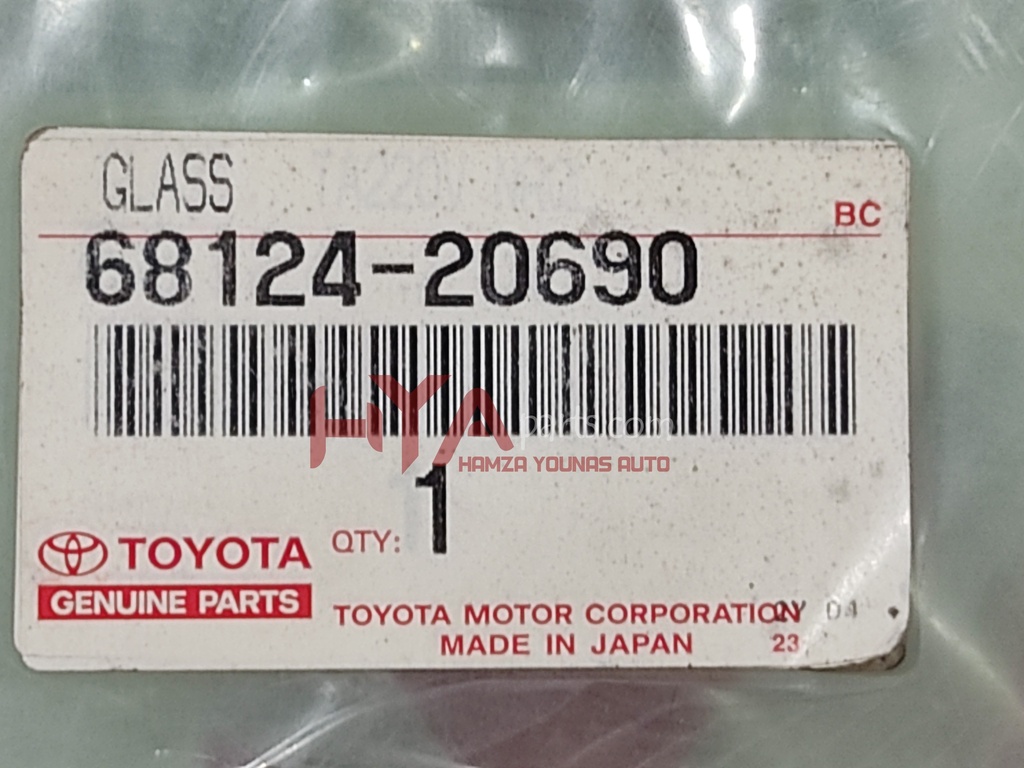 GLASS
BC
68124-20690
HYA Parts.com
HAMZA YOUNAS AUTO
QTY: 1
TOYOTA
GENUINE PARTS
TOYOTA MOTOR CORPORATION
MADE IN JAPAN 23